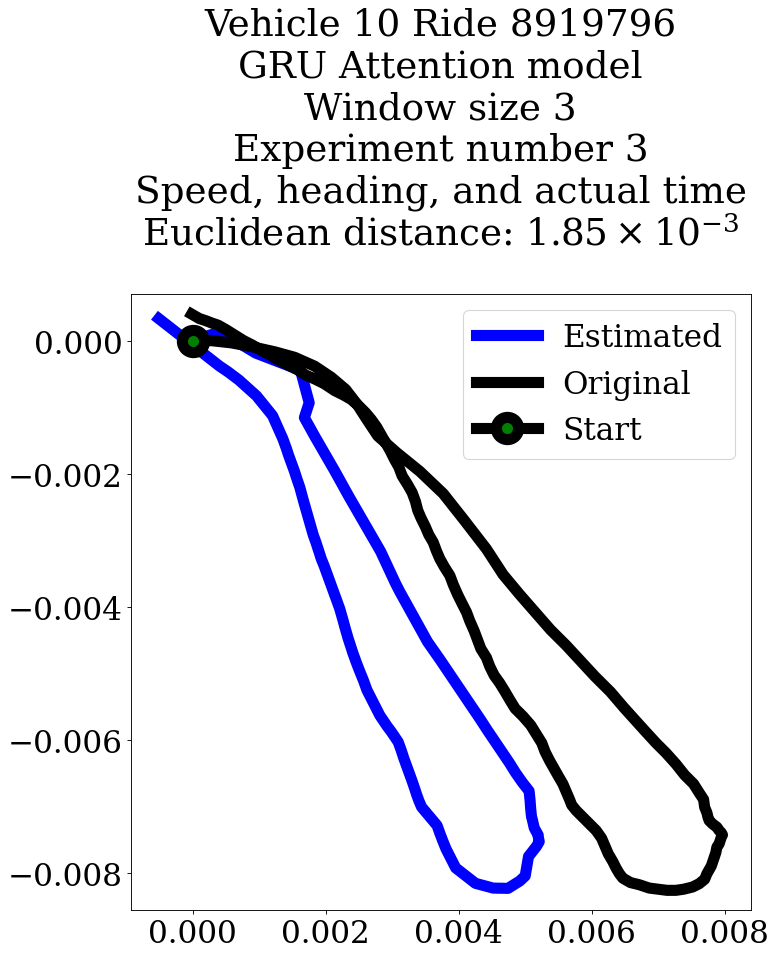 Vehicle 10 Ride 8919796
GRU Attention model
Window size 3
Experiment number 3
Speed, heading, and actual time
Euclidean distance: 1.85 × 10⁻³
Estimated
Original
Start
0.000
−0.002
−0.004
−0.006
−0.008
0.000 0.002 0.004 0.006 0.008